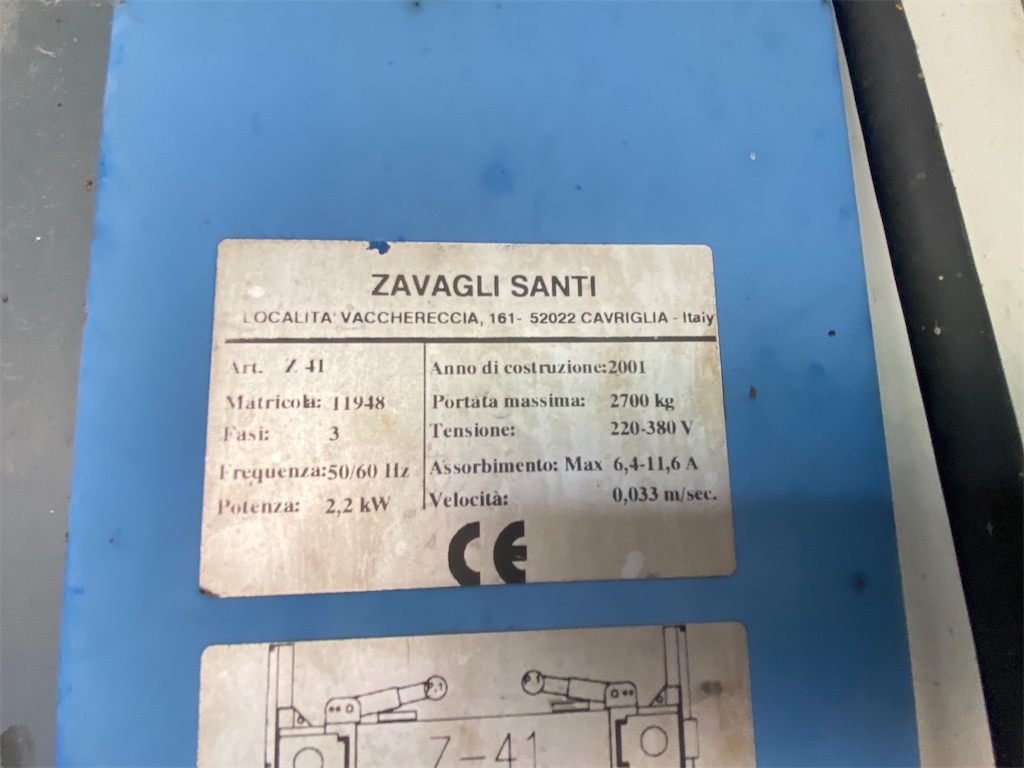 ZAVAGLI SANTI
LOCALITA' VACCHERECCIA, 161- 52022 CAVRIGLIA - Italy
Art. Z 41
Matricola: 11948
Fasi: 3
Frequenza:50/60 Hz
Potenza: 2,2 kW
Anno di costruzione:2001
Portata massima: 2700 kg
Tensione: 220-380 V
Assorbimento: Max 6,4-11,6 A
Velocità: 0,033 m/sec.
CE
P.1
P.1
Z-41